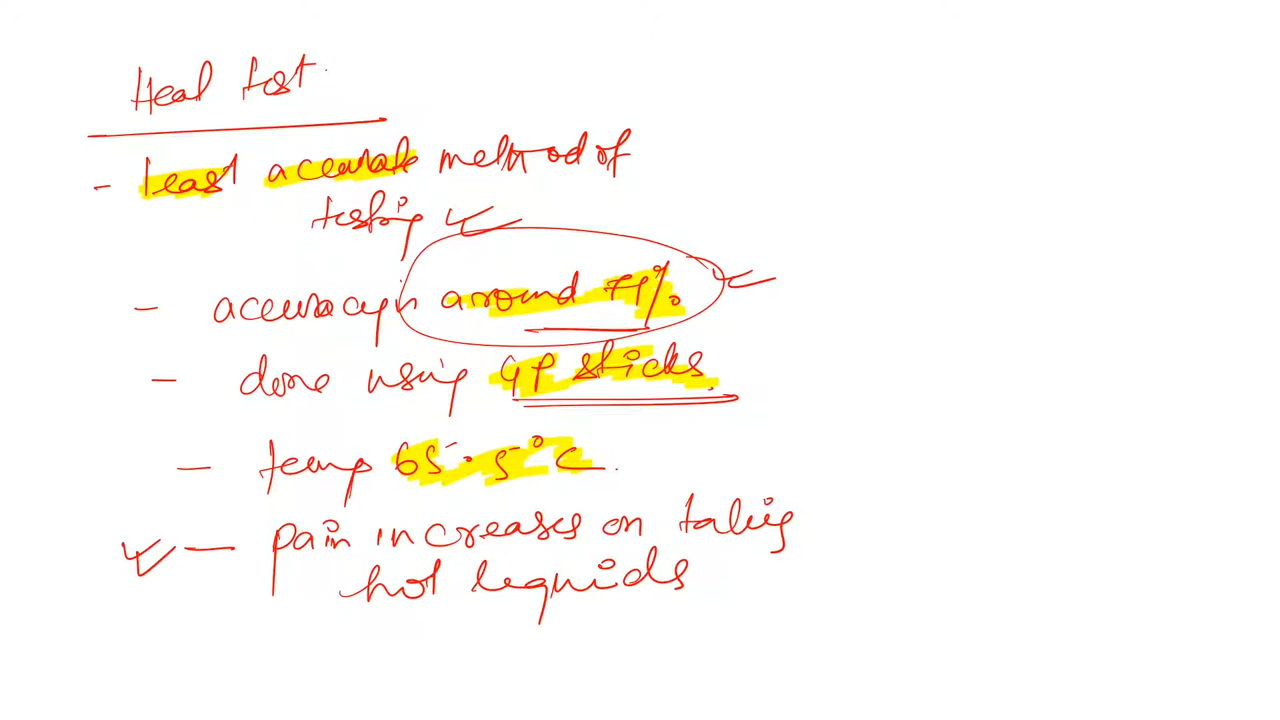 Heat test
- least accurate method of
testing
- accuracy is around 71%
- done using GP sticks
- temp 65.5°C
- pain increases on taking
hot liquids